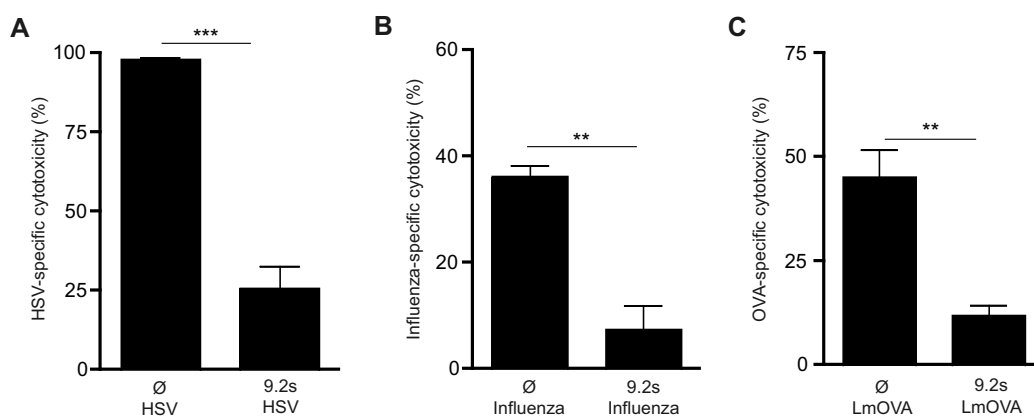 A
***
HSV-specific cytotoxicity (%)
100
75
50
25
0
Ø
HSV
9.2s
HSV
B
**
Influenza-specific cytotoxicity (%)
60
40
20
0
Ø
Influenza
9.2s
Influenza
C
**
OVA-specific cytotoxicity (%)
75
50
25
0
Ø
LmOVA
9.2s
LmOVA